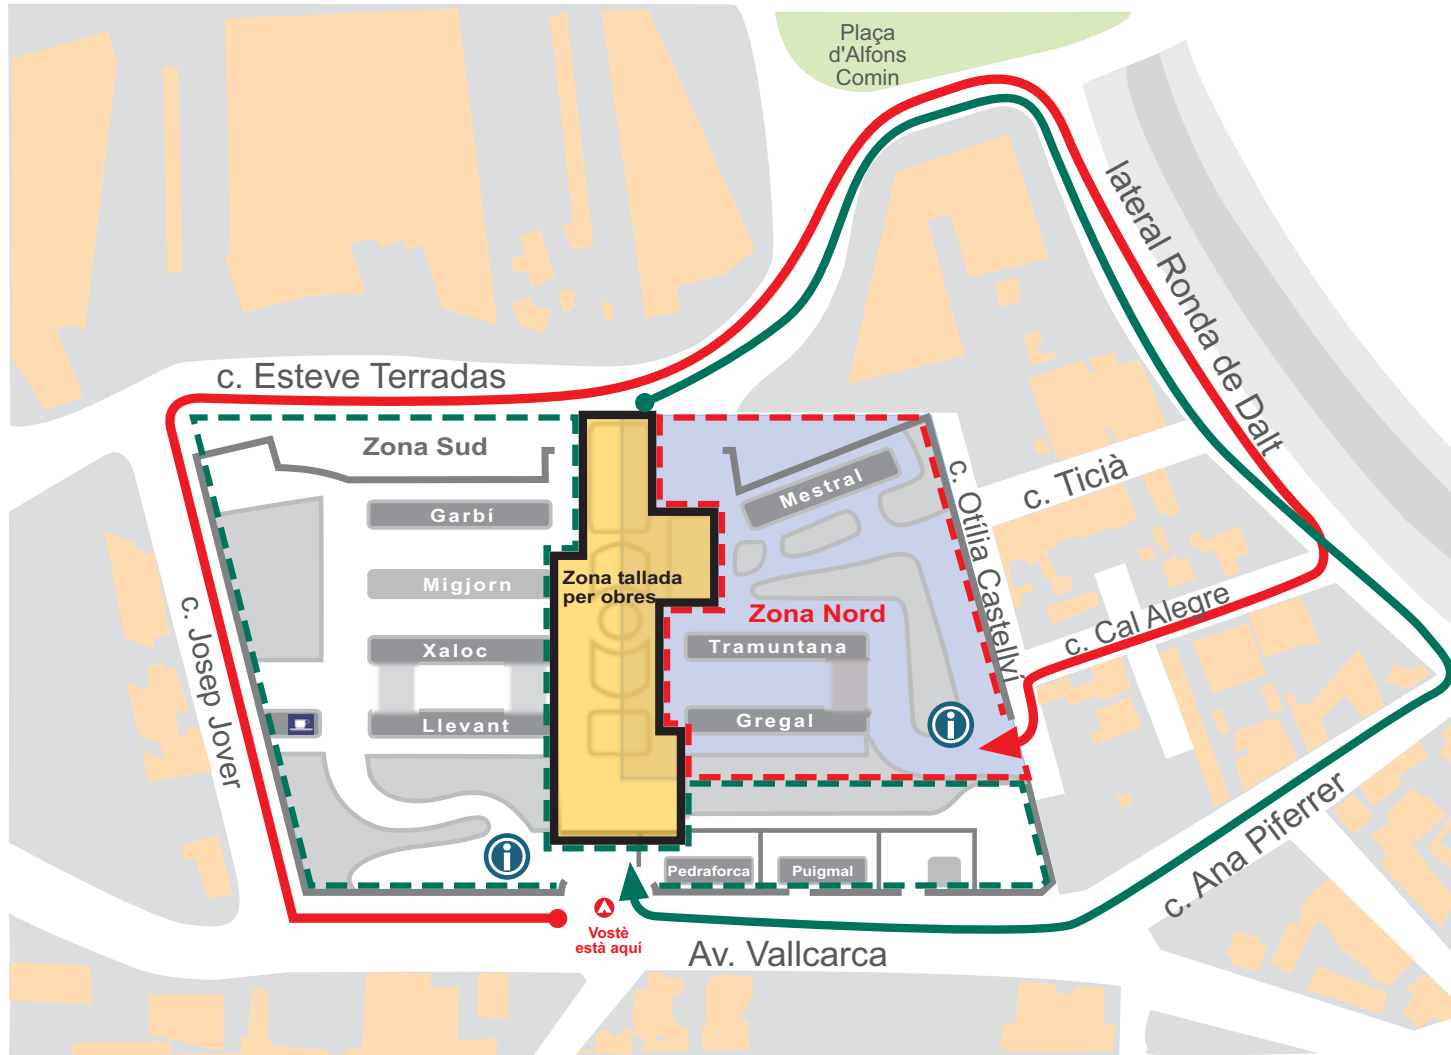 Plaça
d'Alfons
Comin
lateral Ronda de Dalt
c. Esteve Terradas
Zona Sud
Mestral
c. Ticià
c. Otília Castellví
Garbí
Zona tallada
per obres
Migjorn
Zona Nord
c. Cal Alegre
c. Josep Jover
Xaloc
Tramuntana
Llevant
Gregal
c. Ana Piferrer
Pedraforca
Puigmal
Vostè
està aquí
Av. Vallcarca